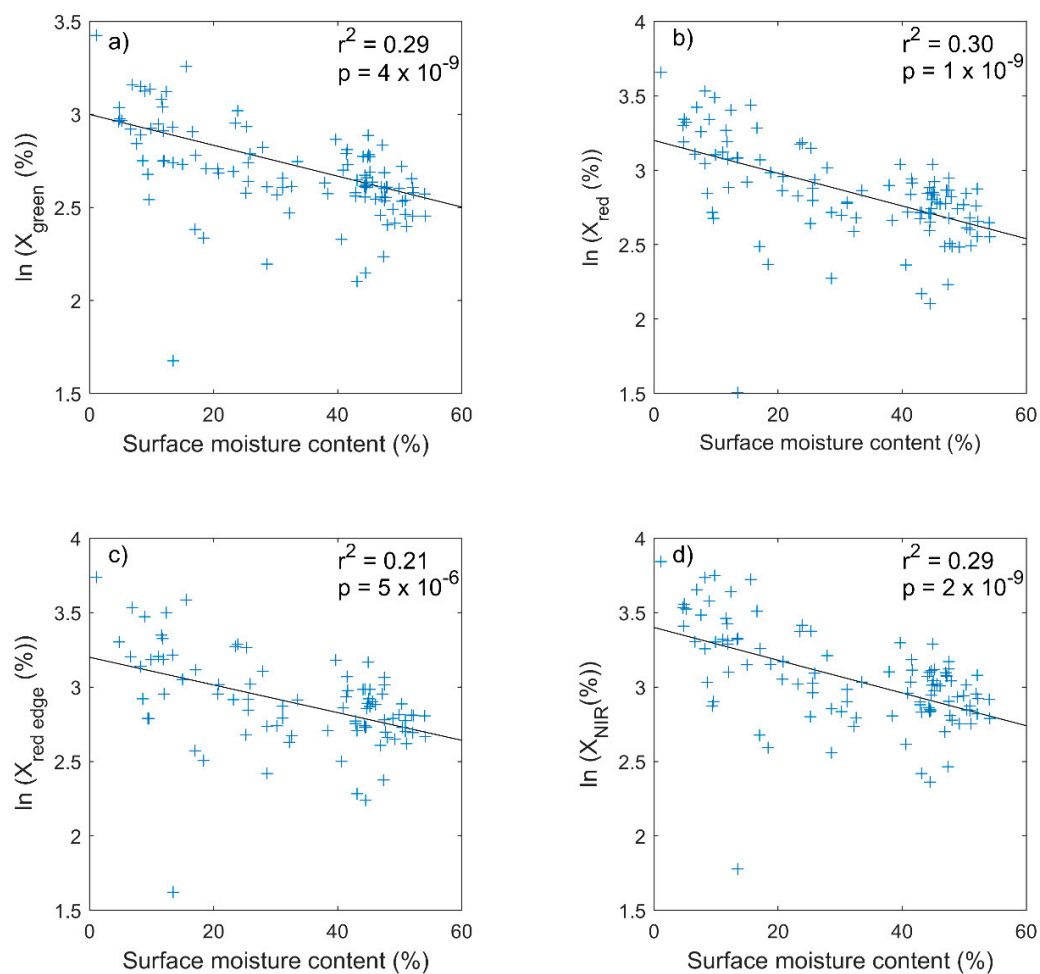 a)
r² = 0.29
p = 4 x 10⁻⁹
3.5
3
2.5
2
1.5
0 20 40 60
ln (X_green (%))
Surface moisture content (%)
b)
r² = 0.30
p = 1 x 10⁻⁹
4
3.5
3
2.5
2
1.5
0 20 40 60
ln (X_red (%))
Surface moisture content (%)
c)
r² = 0.21
p = 5 x 10⁻⁶
4
3.5
3
2.5
2
1.5
0 20 40 60
ln (X_red edge (%))
Surface moisture content (%)
d)
r² = 0.29
p = 2 x 10⁻⁹
4
3.5
3
2.5
2
1.5
0 20 40 60
ln (X_NIR(%))
Surface moisture content (%)